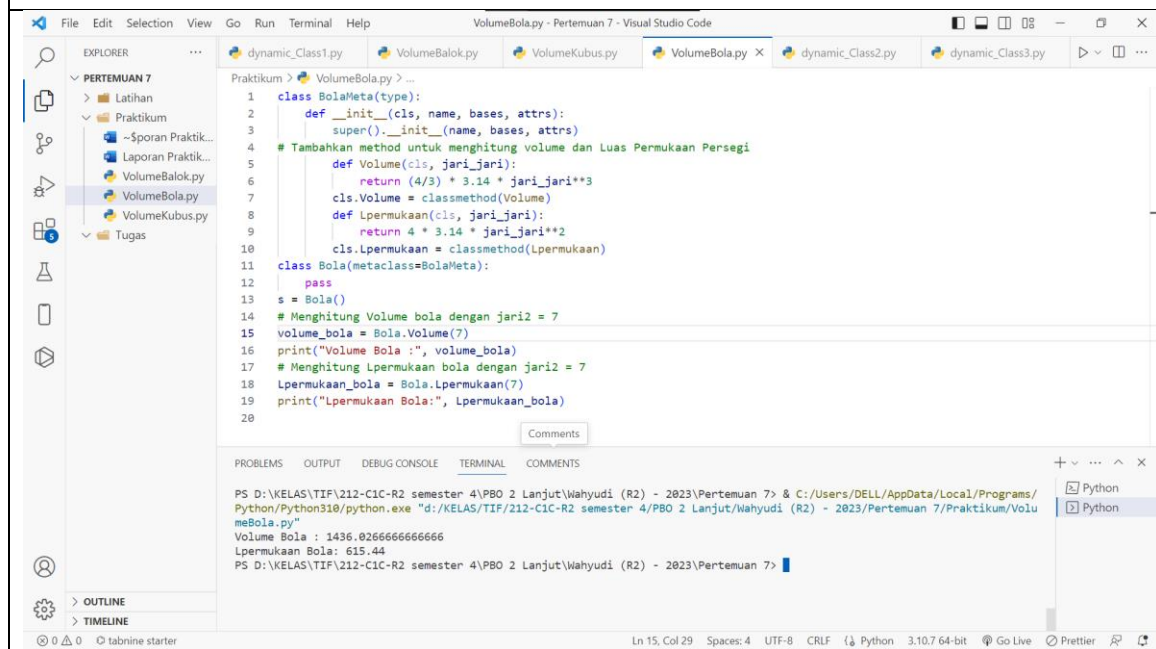 File Edit Selection View Go Run Terminal Help VolumeBola.py - Pertemuan 7 - Visual Studio Code
EXPLORER ...
dynamic_Class1.py VolumeBalok.py VolumeKubus.py VolumeBola.py dynamic_Class2.py dynamic_Class3.py
PERTEMUAN 7
Latihan
Praktikum
~$poran Praktik...
Laporan Praktik...
VolumeBalok.py
VolumeBola.py
VolumeKubus.py
Tugas
5
OUTLINE
TIMELINE
Praktikum > VolumeBola.py > ...
1 class BolaMeta(type):
2 def __init__(cls, name, bases, attrs):
3 super().__init__(name, bases, attrs)
4 # Tambahkan method untuk menghitung volume dan Luas Permukaan Persegi
5 def Volume(cls, jari_jari):
6 return (4/3) * 3.14 * jari_jari**3
7 cls.Volume = classmethod(Volume)
8 def Lpermukaan(cls, jari_jari):
9 return 4 * 3.14 * jari_jari**2
10 cls.Lpermukaan = classmethod(Lpermukaan)
11 class Bola(metaclass=BolaMeta):
12 pass
13 s = Bola()
14 # Menghitung Volume bola dengan jari2 = 7
15 volume_bola = Bola.Volume(7)
16 print("Volume Bola :", volume_bola)
17 # Menghitung Lpermukaan bola dengan jari2 = 7
18 Lpermukaan_bola = Bola.Lpermukaan(7)
19 print("Lpermukaan Bola:", Lpermukaan_bola)
20
Comments
PROBLEMS OUTPUT DEBUG CONSOLE TERMINAL COMMENTS
PS D:\KELAS\TIF\212-C1C-R2 semester 4\PBO 2 Lanjut\Wahyudi (R2) - 2023\Pertemuan 7> & C:/Users/DELL/AppData/Local/Programs/
Python/Python310/python.exe "d:/KELAS/TIF/212-C1C-R2 semester 4/PBO 2 Lanjut/Wahyudi (R2) - 2023/Pertemuan 7/Praktikum/Volu
meBola.py"
Volume Bola : 1436.0266666666666
Lpermukaan Bola: 615.44
PS D:\KELAS\TIF\212-C1C-R2 semester 4\PBO 2 Lanjut\Wahyudi (R2) - 2023\Pertemuan 7>
Python
Python
0 0 tabnine starter Ln 15, Col 29 Spaces: 4 UTF-8 CRLF Python 3.10.7 64-bit Go Live Prettier